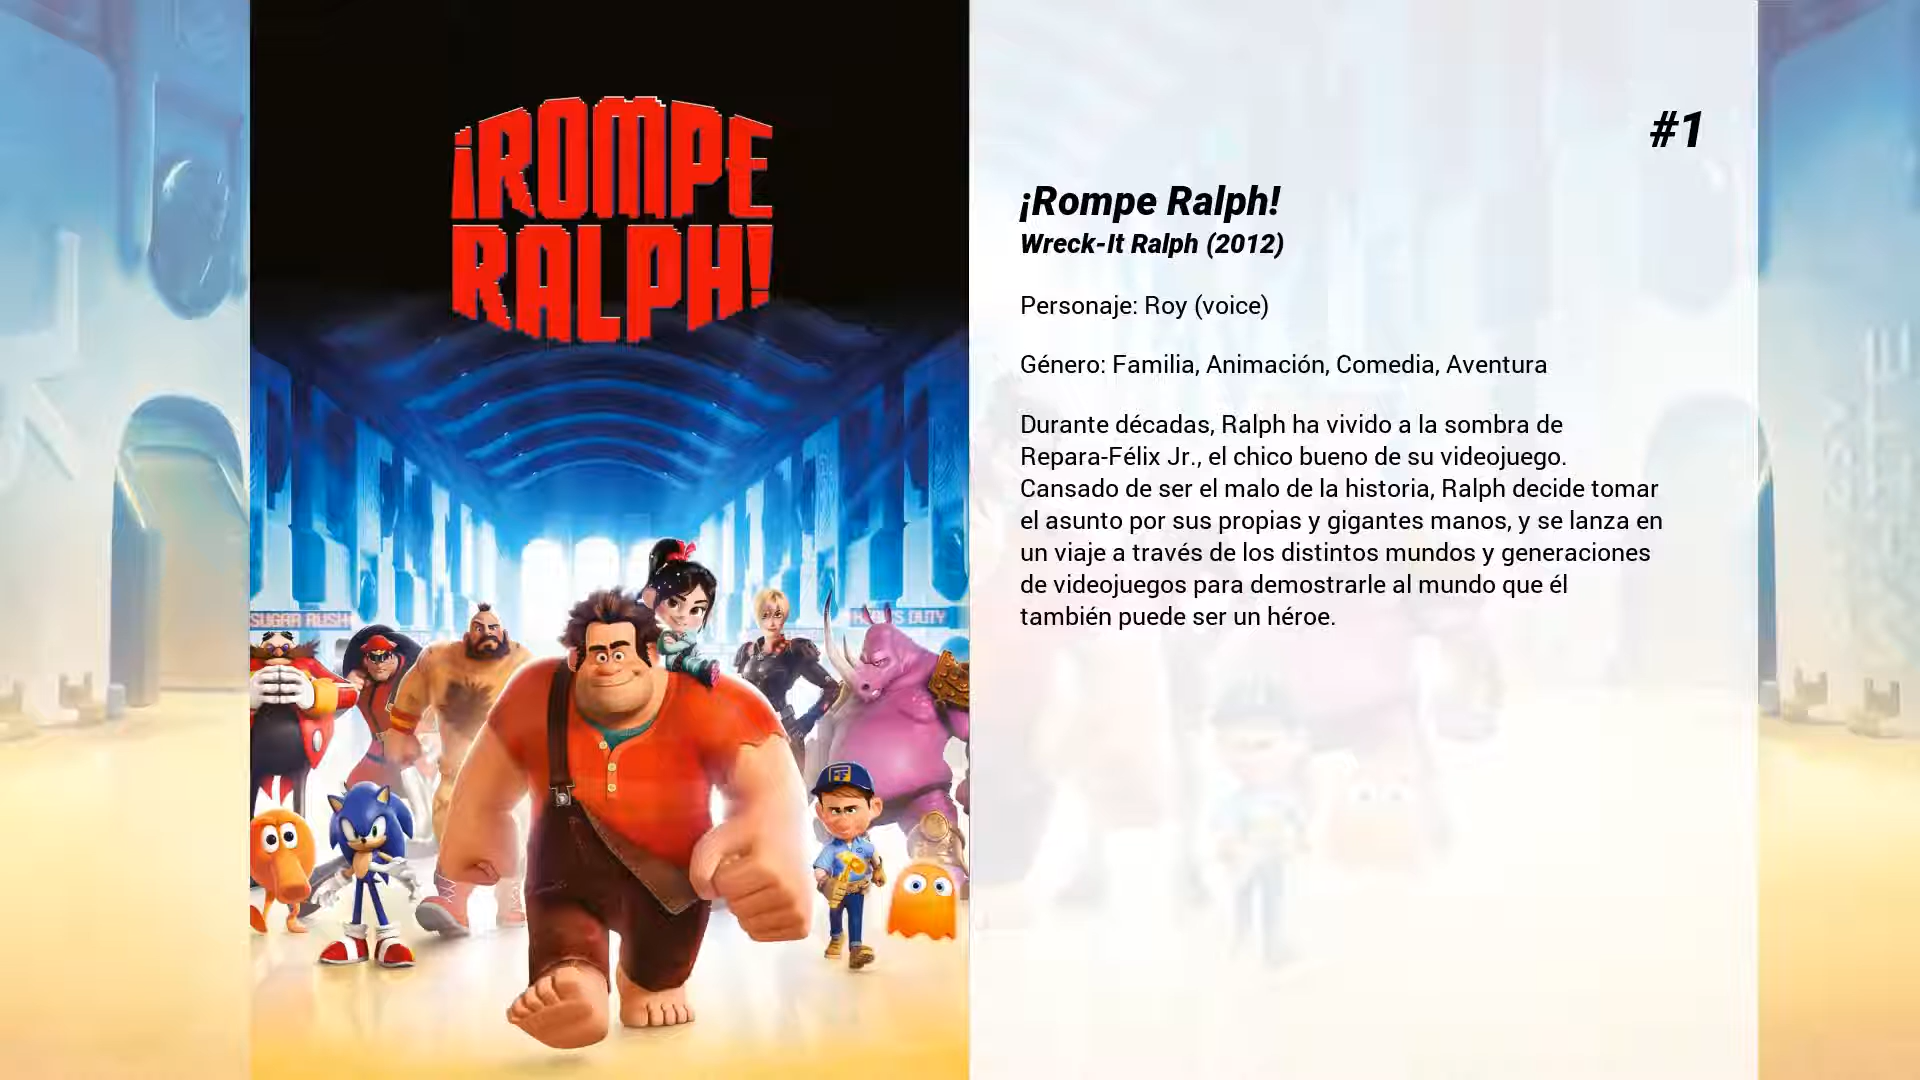 ¡ROMPE
RALPH!
SUGAR RUSH
#1
¡Rompe Ralph!
Wreck-It Ralph (2012)
Personaje: Roy (voice)
Género: Familia, Animación, Comedia, Aventura
Durante décadas, Ralph ha vivido a la sombra de
Repara-Félix Jr., el chico bueno de su videojuego.
Cansado de ser el malo de la historia, Ralph decide tomar
el asunto por sus propias y gigantes manos, y se lanza en
un viaje a través de los distintos mundos y generaciones
de videojuegos para demostrarle al mundo que él
también puede ser un héroe.
DUTY
FF